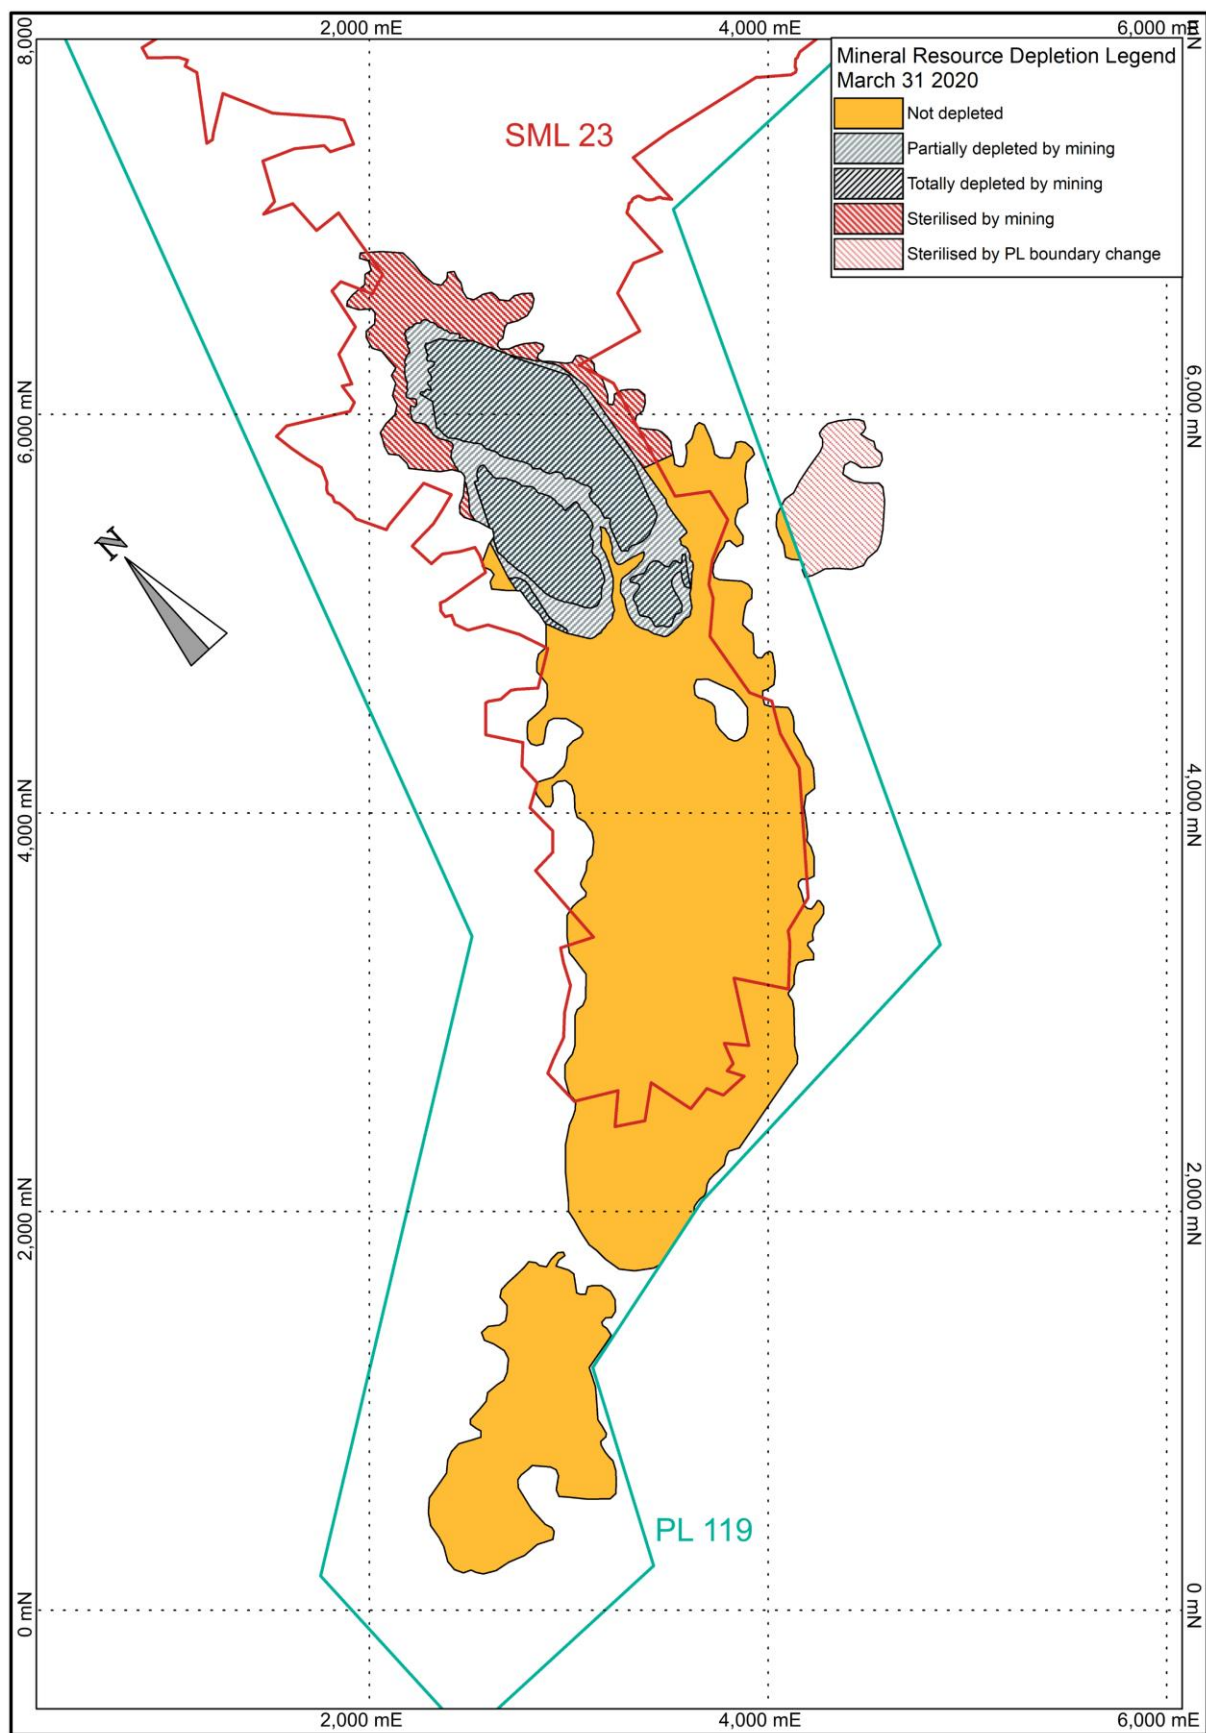 2,000 mE
4,000 mE
6,000 mE
8,000
mN
Mineral Resource Depletion Legend
March 31 2020
Not depleted
Partially depleted by mining
Totally depleted by mining
Sterilised by mining
Sterilised by PL boundary change
SML 23
6,000 mN
6,000 mN
N
4,000 mN
4,000 mN
2,000 mN
2,000 mN
PL 119
0 mN
0 mN
2,000 mE
4,000 mE
6,000 mE